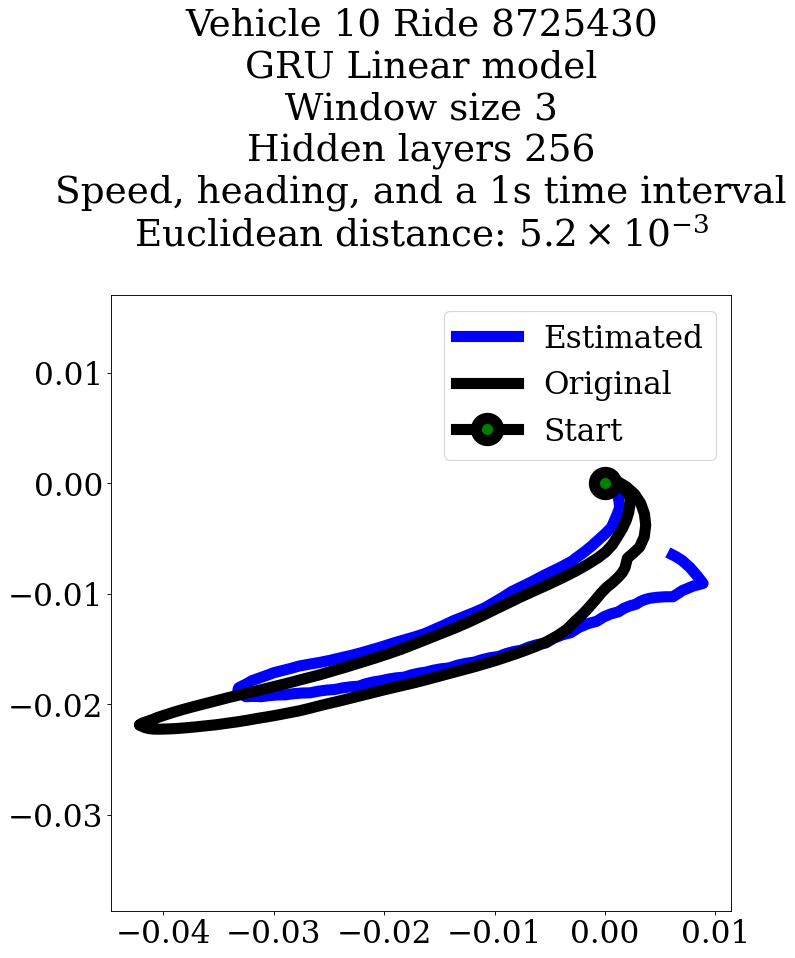 Vehicle 10 Ride 8725430
GRU Linear model
Window size 3
Hidden layers 256
Speed, heading, and a 1s time interval
Euclidean distance: 5.2 × 10⁻³
Estimated
Original
Start
0.01
0.00
−0.01
−0.02
−0.03
−0.04 −0.03 −0.02 −0.01 0.00 0.01